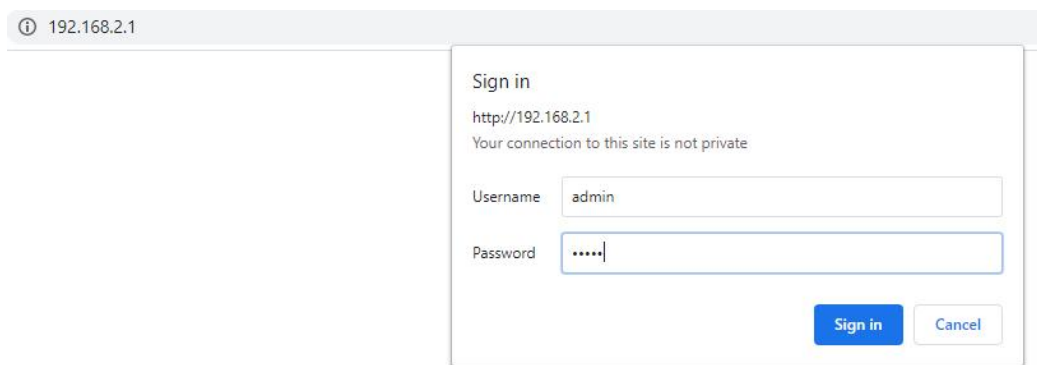 192.168.2.1
Sign in
http://192.168.2.1
Your connection to this site is not private
Username admin
Password •••••
Sign in Cancel